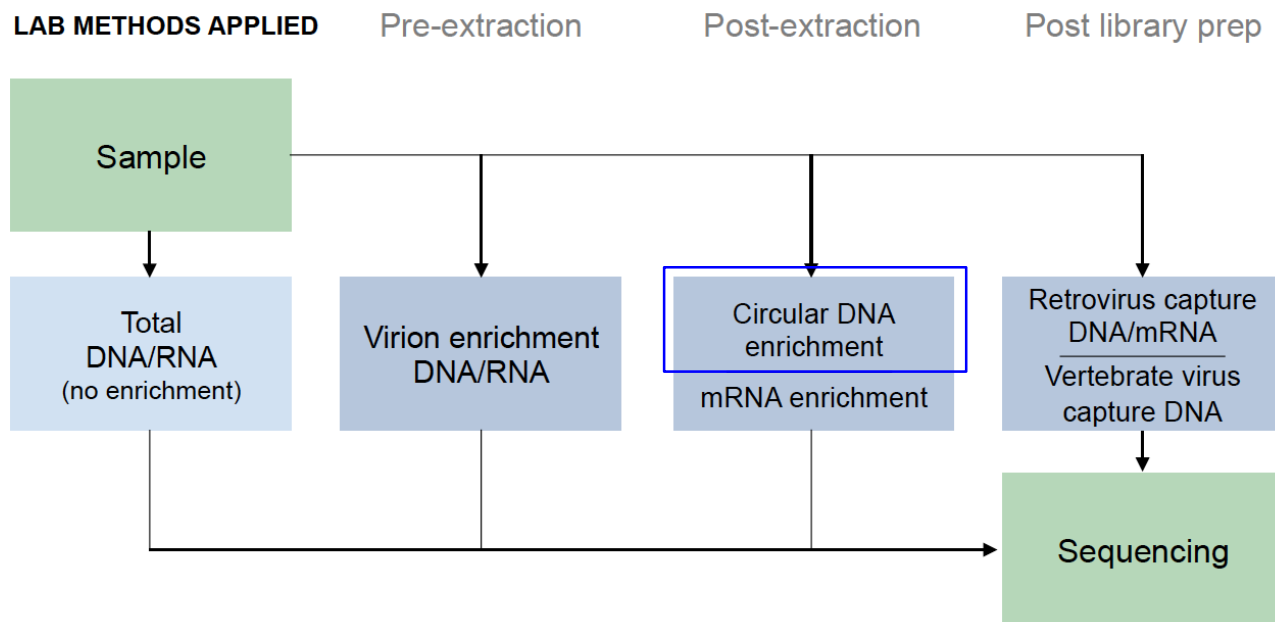 LAB METHODS APPLIED
Pre-extraction
Post-extraction
Post library prep
Sample
Total
DNA/RNA
(no enrichment)
Virion enrichment
DNA/RNA
Circular DNA
enrichment
mRNA enrichment
Retrovirus capture
DNA/mRNA
Vertebrate virus
capture DNA
Sequencing